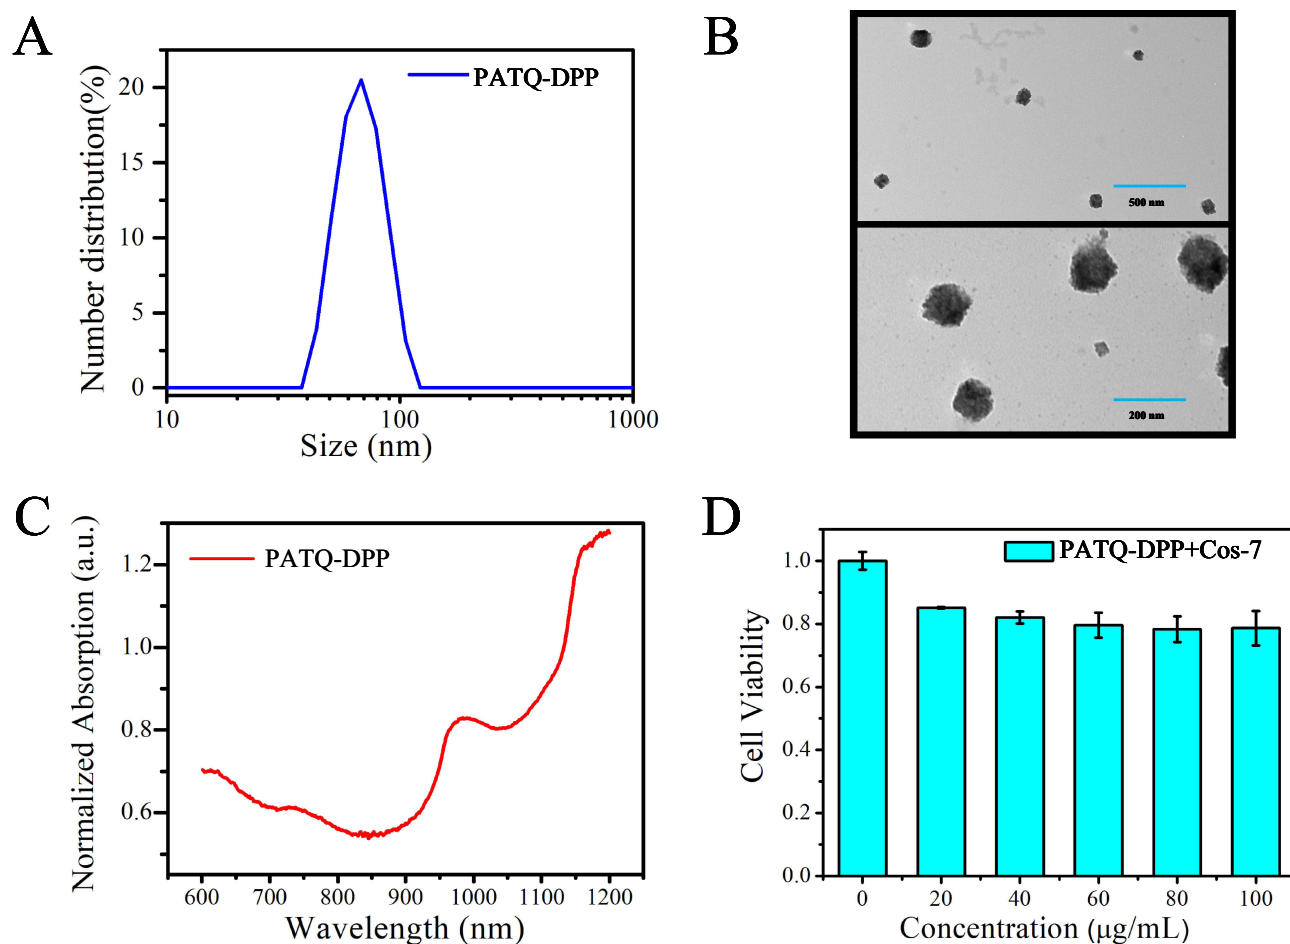 A
PATQ-DPP
Number distribution(%)
20
15
10
5
0
10
100
1000
Size (nm)
B
500 nm
200 nm
C
PATQ-DPP
Normalized Absorption (a.u.)
1.2
1.0
0.8
0.6
600
700
800
900
1000
1100
1200
Wavelength (nm)
D
PATQ-DPP+Cos-7
Cell Viability
1.0
0.8
0.6
0.4
0.2
0.0
0
20
40
60
80
100
Concentration (μg/mL)